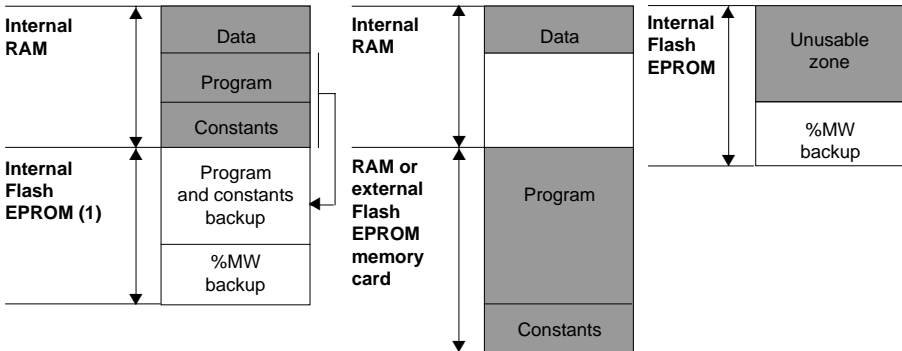 Internal
RAM
Data
Program
Constants
Internal
Flash
EPROM (1)
Program
and constants
backup
%MW
backup
Internal
RAM
Data
RAM or
external
Flash
EPROM
memory
card
Program
Constants
Internal
Flash
EPROM
Unusable
zone
%MW
backup